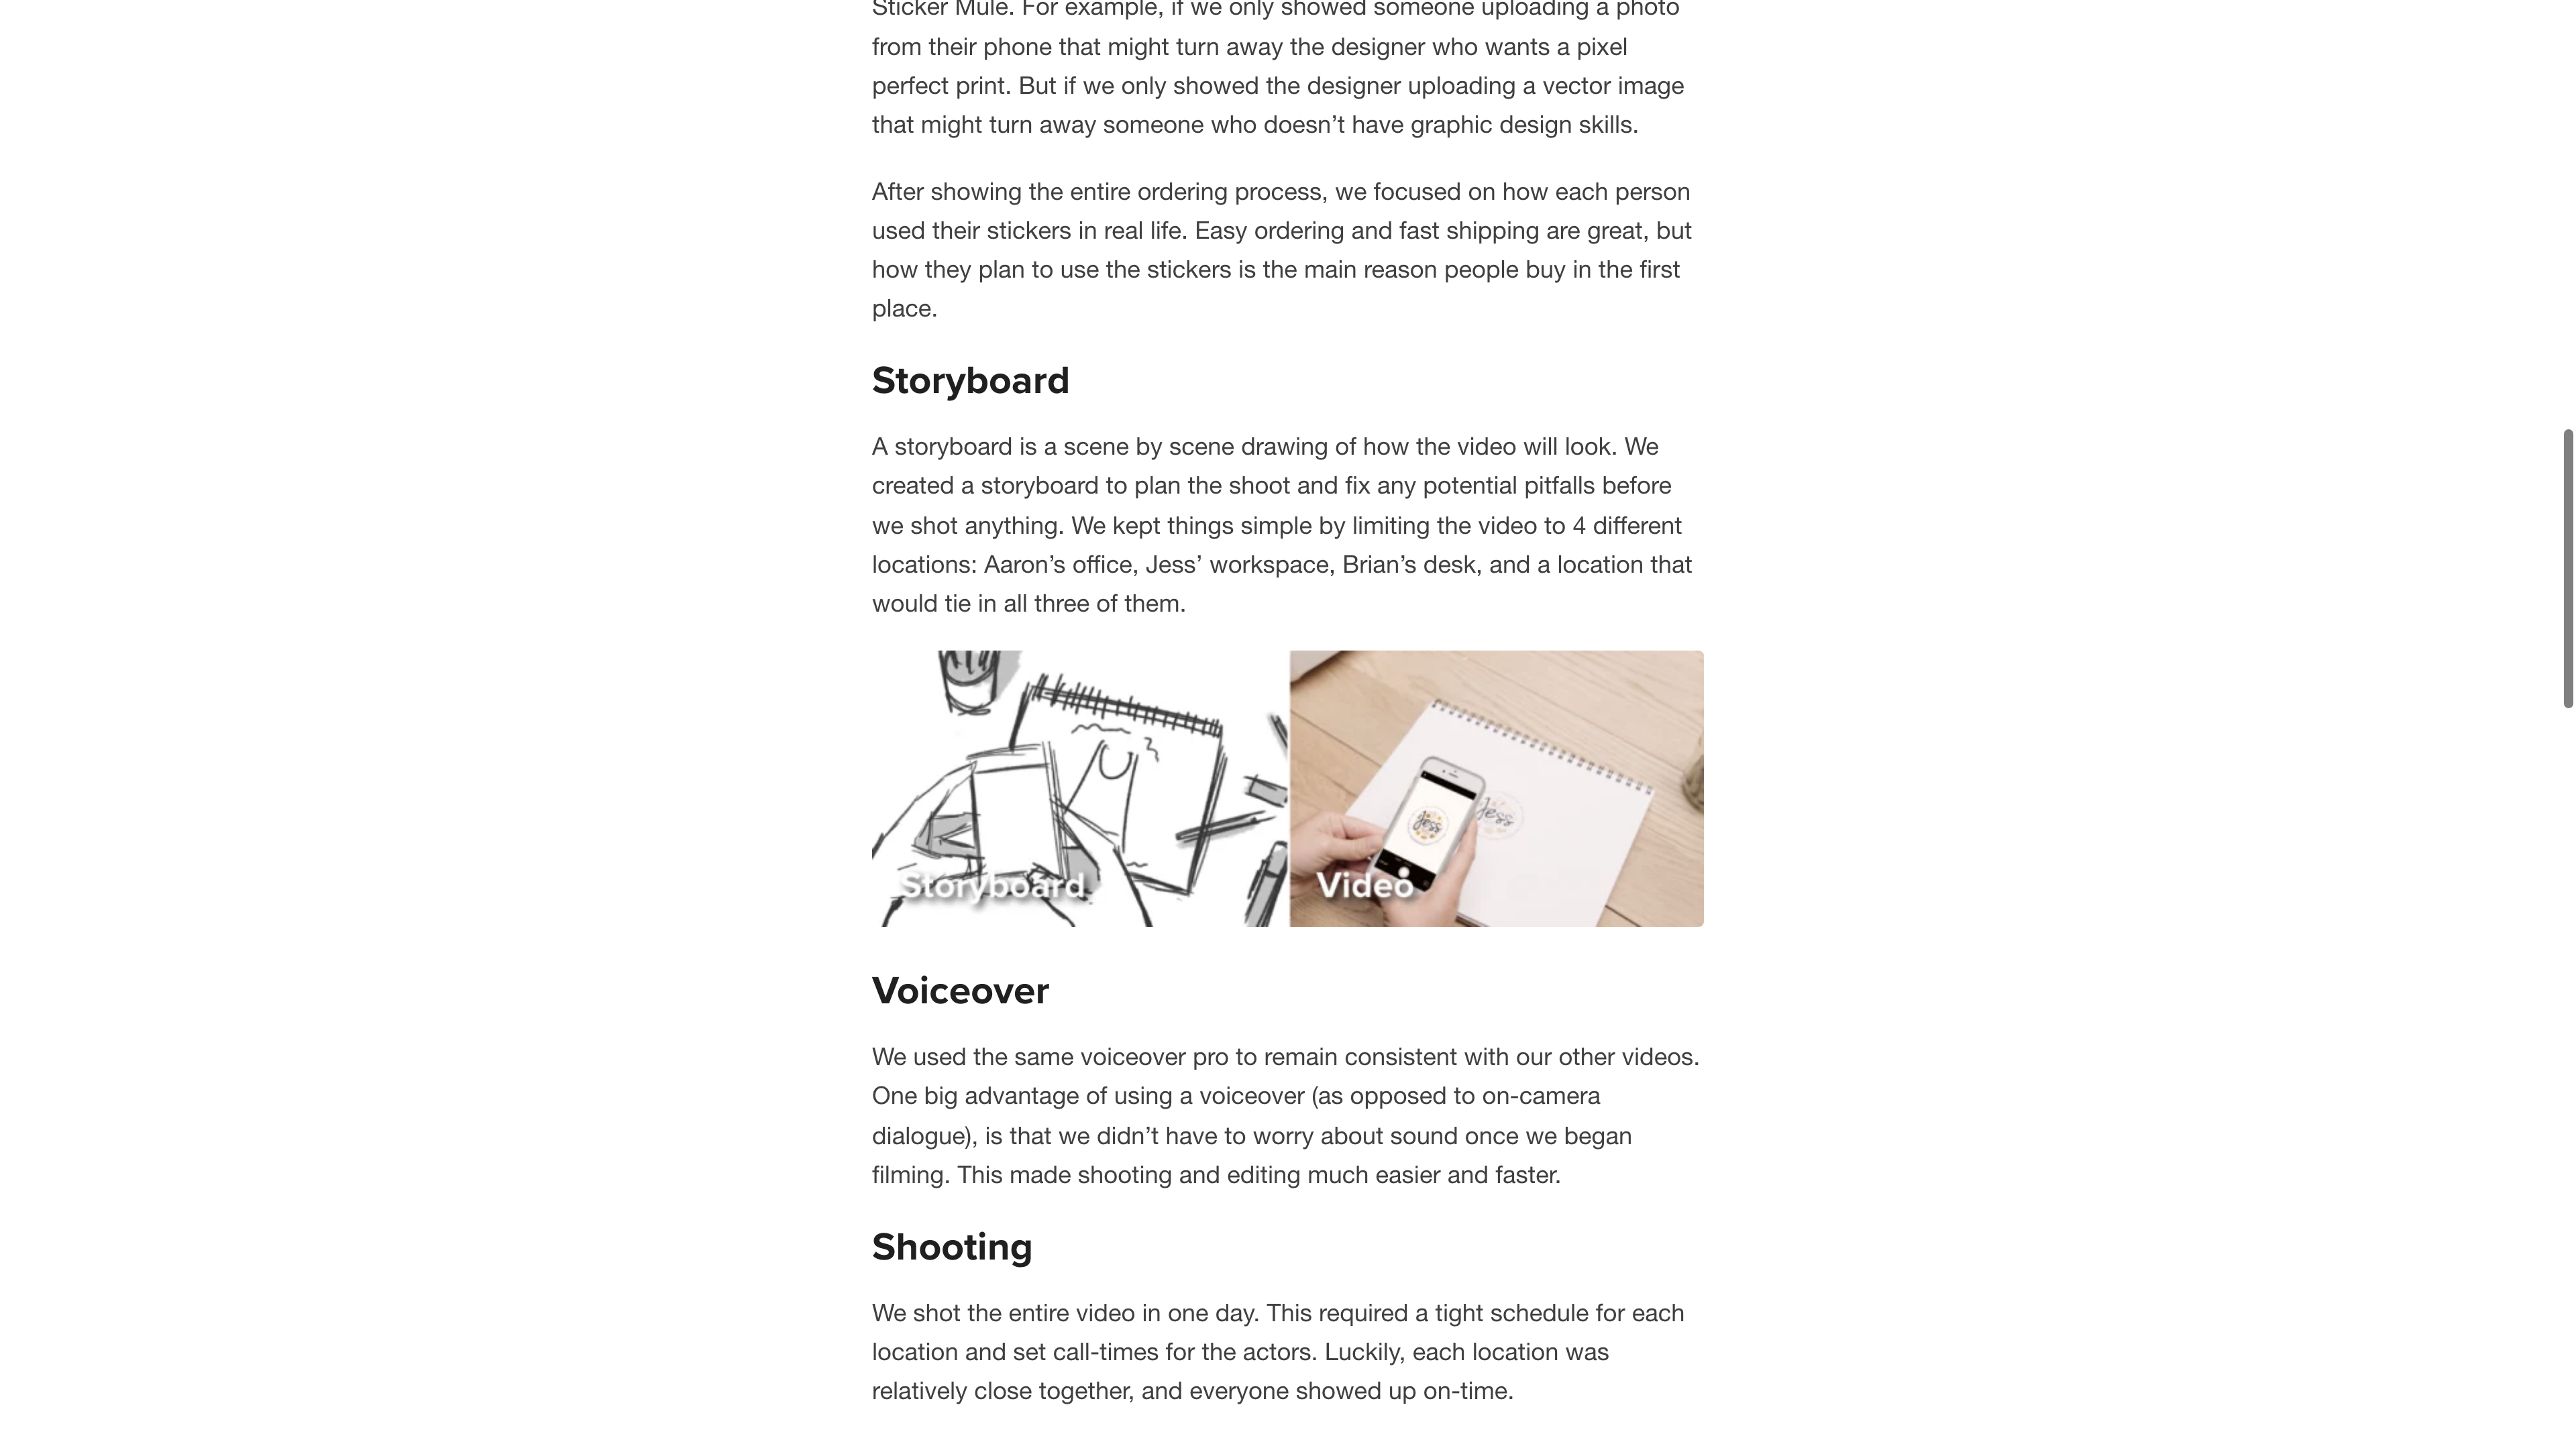 Sticker Mule. For example, if we only showed someone uploading a photo
from their phone that might turn away the designer who wants a pixel
perfect print. But if we only showed the designer uploading a vector image
that might turn away someone who doesn’t have graphic design skills.
After showing the entire ordering process, we focused on how each person
used their stickers in real life. Easy ordering and fast shipping are great, but
how they plan to use the stickers is the main reason people buy in the first
place.
Storyboard
A storyboard is a scene by scene drawing of how the video will look. We
created a storyboard to plan the shoot and fix any potential pitfalls before
we shot anything. We kept things simple by limiting the video to 4 different
locations: Aaron’s office, Jess’ workspace, Brian’s desk, and a location that
would tie in all three of them.
Jess
Jess
Storyboard
Video
Voiceover
We used the same voiceover pro to remain consistent with our other videos.
One big advantage of using a voiceover (as opposed to on-camera
dialogue), is that we didn’t have to worry about sound once we began
filming. This made shooting and editing much easier and faster.
Shooting
We shot the entire video in one day. This required a tight schedule for each
location and set call-times for the actors. Luckily, each location was
relatively close together, and everyone showed up on-time.